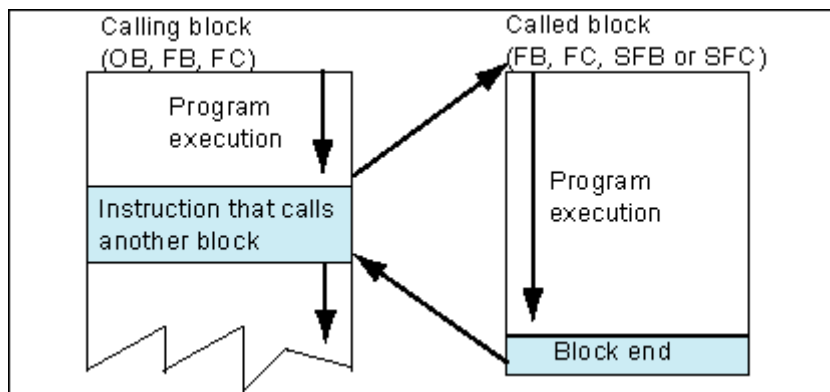 Calling block
(OB, FB, FC)
Program
execution
Instruction that calls
another block
Called block
(FB, FC, SFB or SFC)
Program
execution
Block end